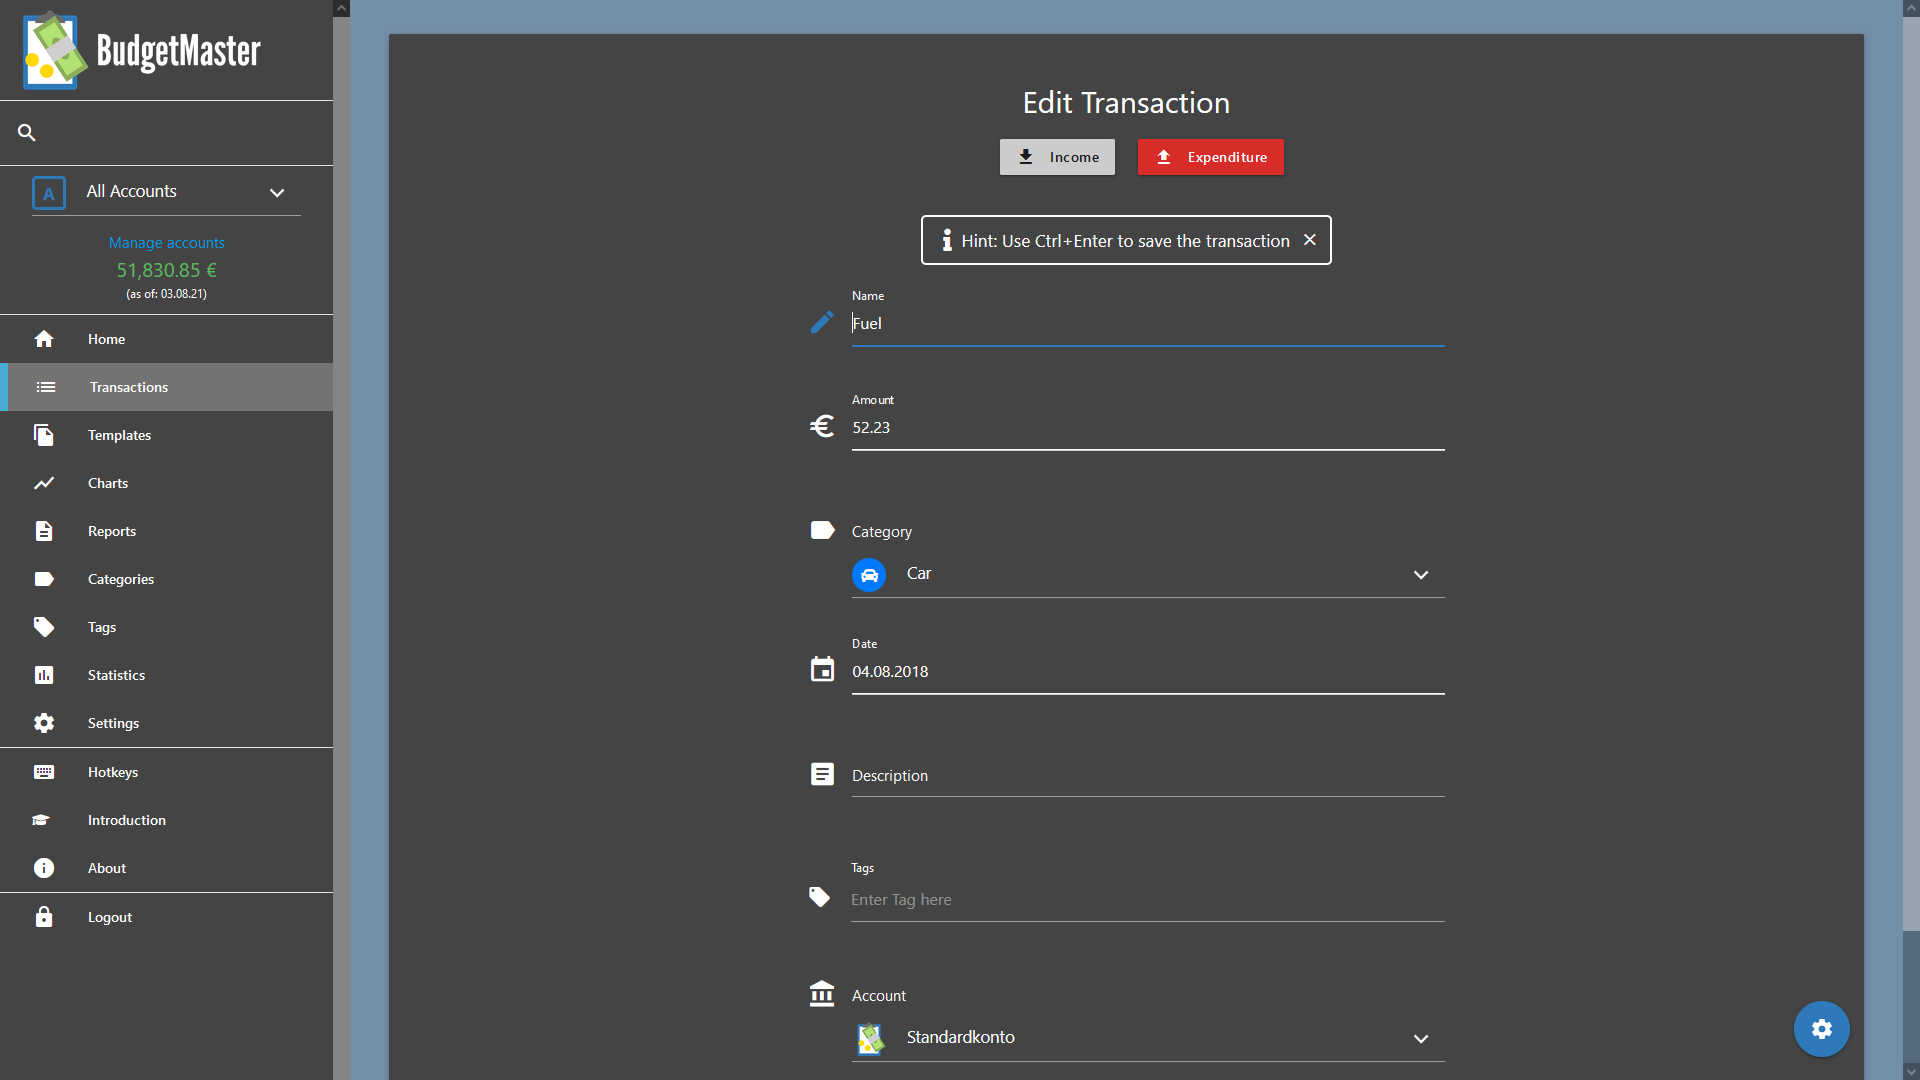 BudgetMaster
A All Accounts
Manage accounts
51,830.85 €
(as of: 03.08.21)
Home
Transactions
Templates
Charts
Reports
Categories
Tags
Statistics
Settings
Hotkeys
Introduction
About
Logout
Edit Transaction
Income Expenditure
Hint: Use Ctrl+Enter to save the transaction
Name
Fuel
Amount
52.23
Category
Car
Date
04.08.2018
Description
Tags
Enter Tag here
Account
Standardkonto